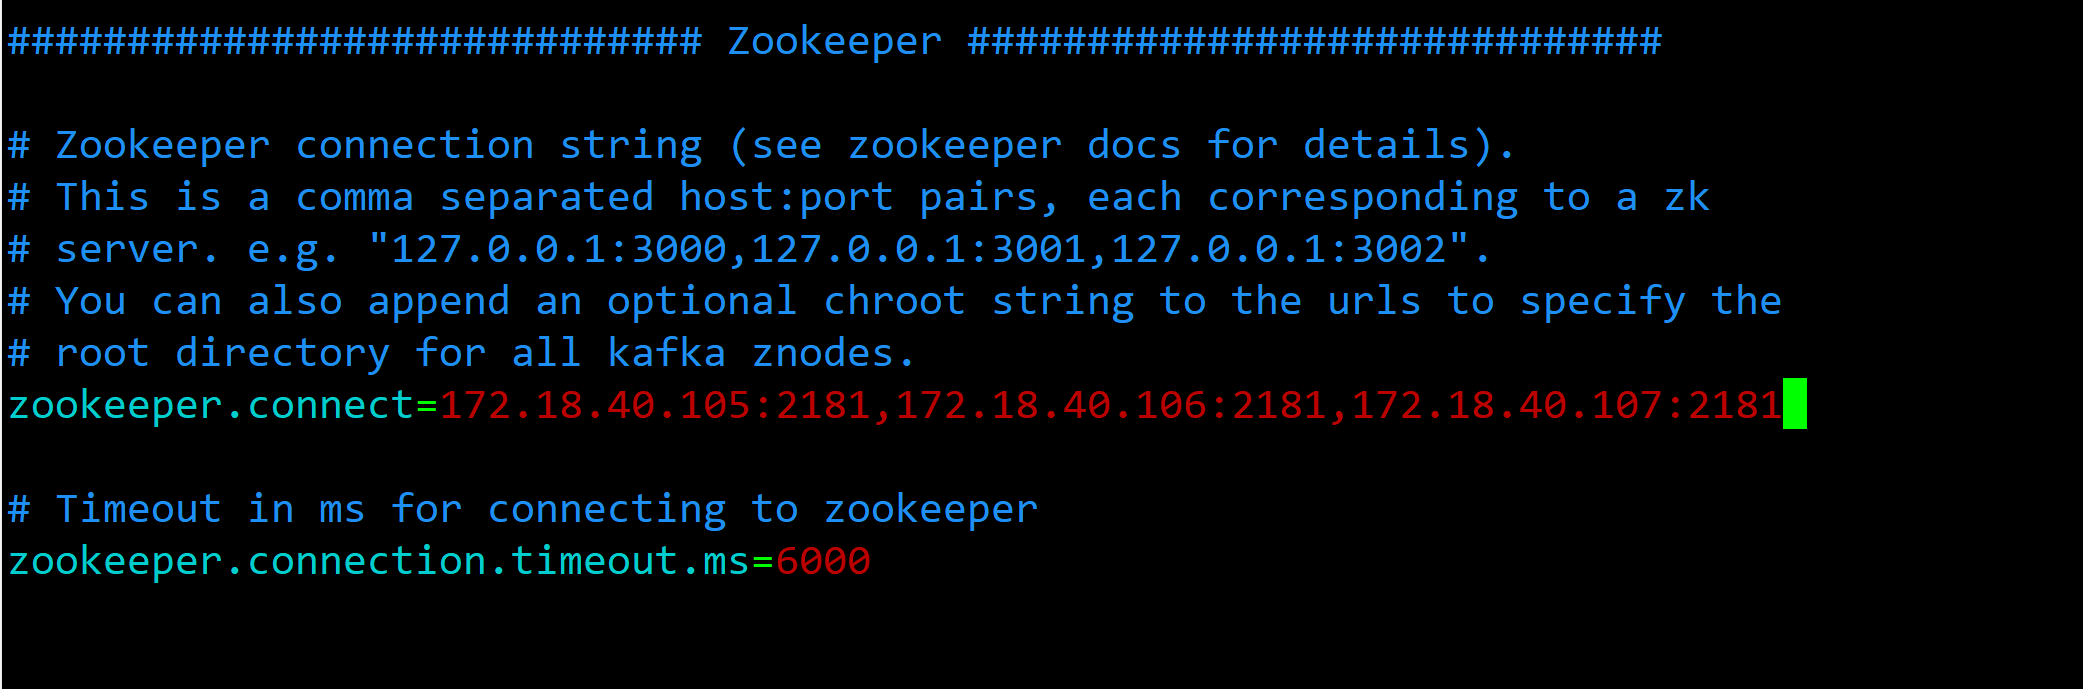 ############################# Zookeeper #############################
# Zookeeper connection string (see zookeeper docs for details).
# This is a comma separated host:port pairs, each corresponding to a zk
# server. e.g. "127.0.0.1:3000,127.0.0.1:3001,127.0.0.1:3002".
# You can also append an optional chroot string to the urls to specify the
# root directory for all kafka znodes.
zookeeper.connect=172.18.40.105:2181,172.18.40.106:2181,172.18.40.107:2181
# Timeout in ms for connecting to zookeeper
zookeeper.connection.timeout.ms=6000